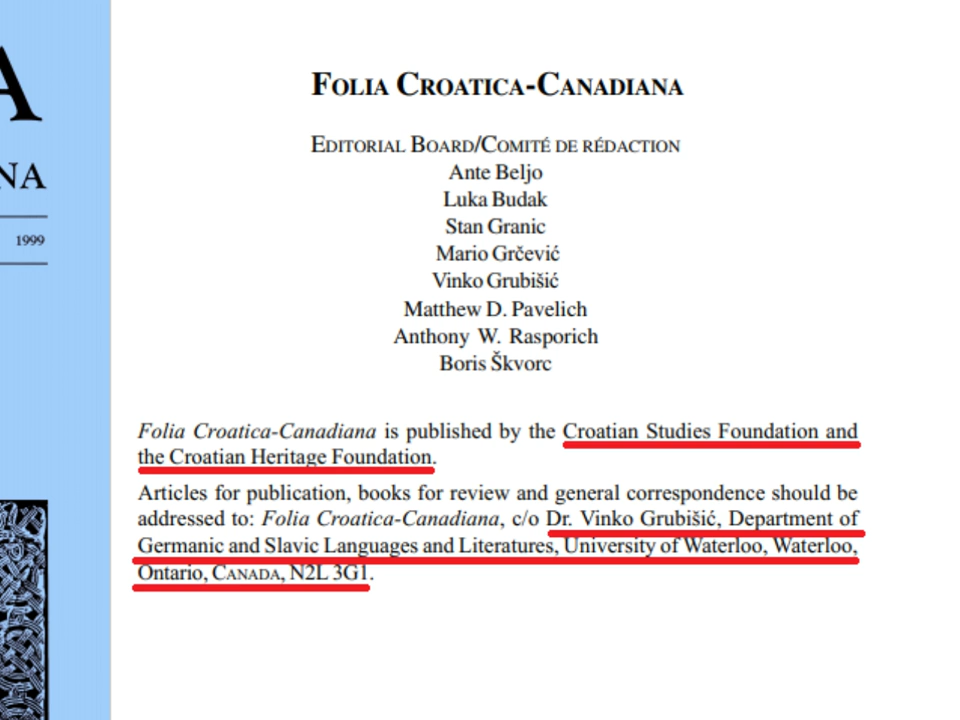 A
NA
1999
FOLIA CROATICA-CANADIANA
EDITORIAL BOARD/COMITÉ DE RÉDACTION
Ante Beljo
Luka Budak
Stan Granic
Mario Grčević
Vinko Grubišić
Matthew D. Pavelich
Anthony W. Rasporich
Boris Škvorc
Folia Croatica-Canadiana is published by the Croatian Studies Foundation and
the Croatian Heritage Foundation.
Articles for publication, books for review and general correspondence should be
addressed to: Folia Croatica-Canadiana, c/o Dr. Vinko Grubišić, Department of
Germanic and Slavic Languages and Literatures, University of Waterloo, Waterloo,
Ontario, CANADA, N2L 3G1.